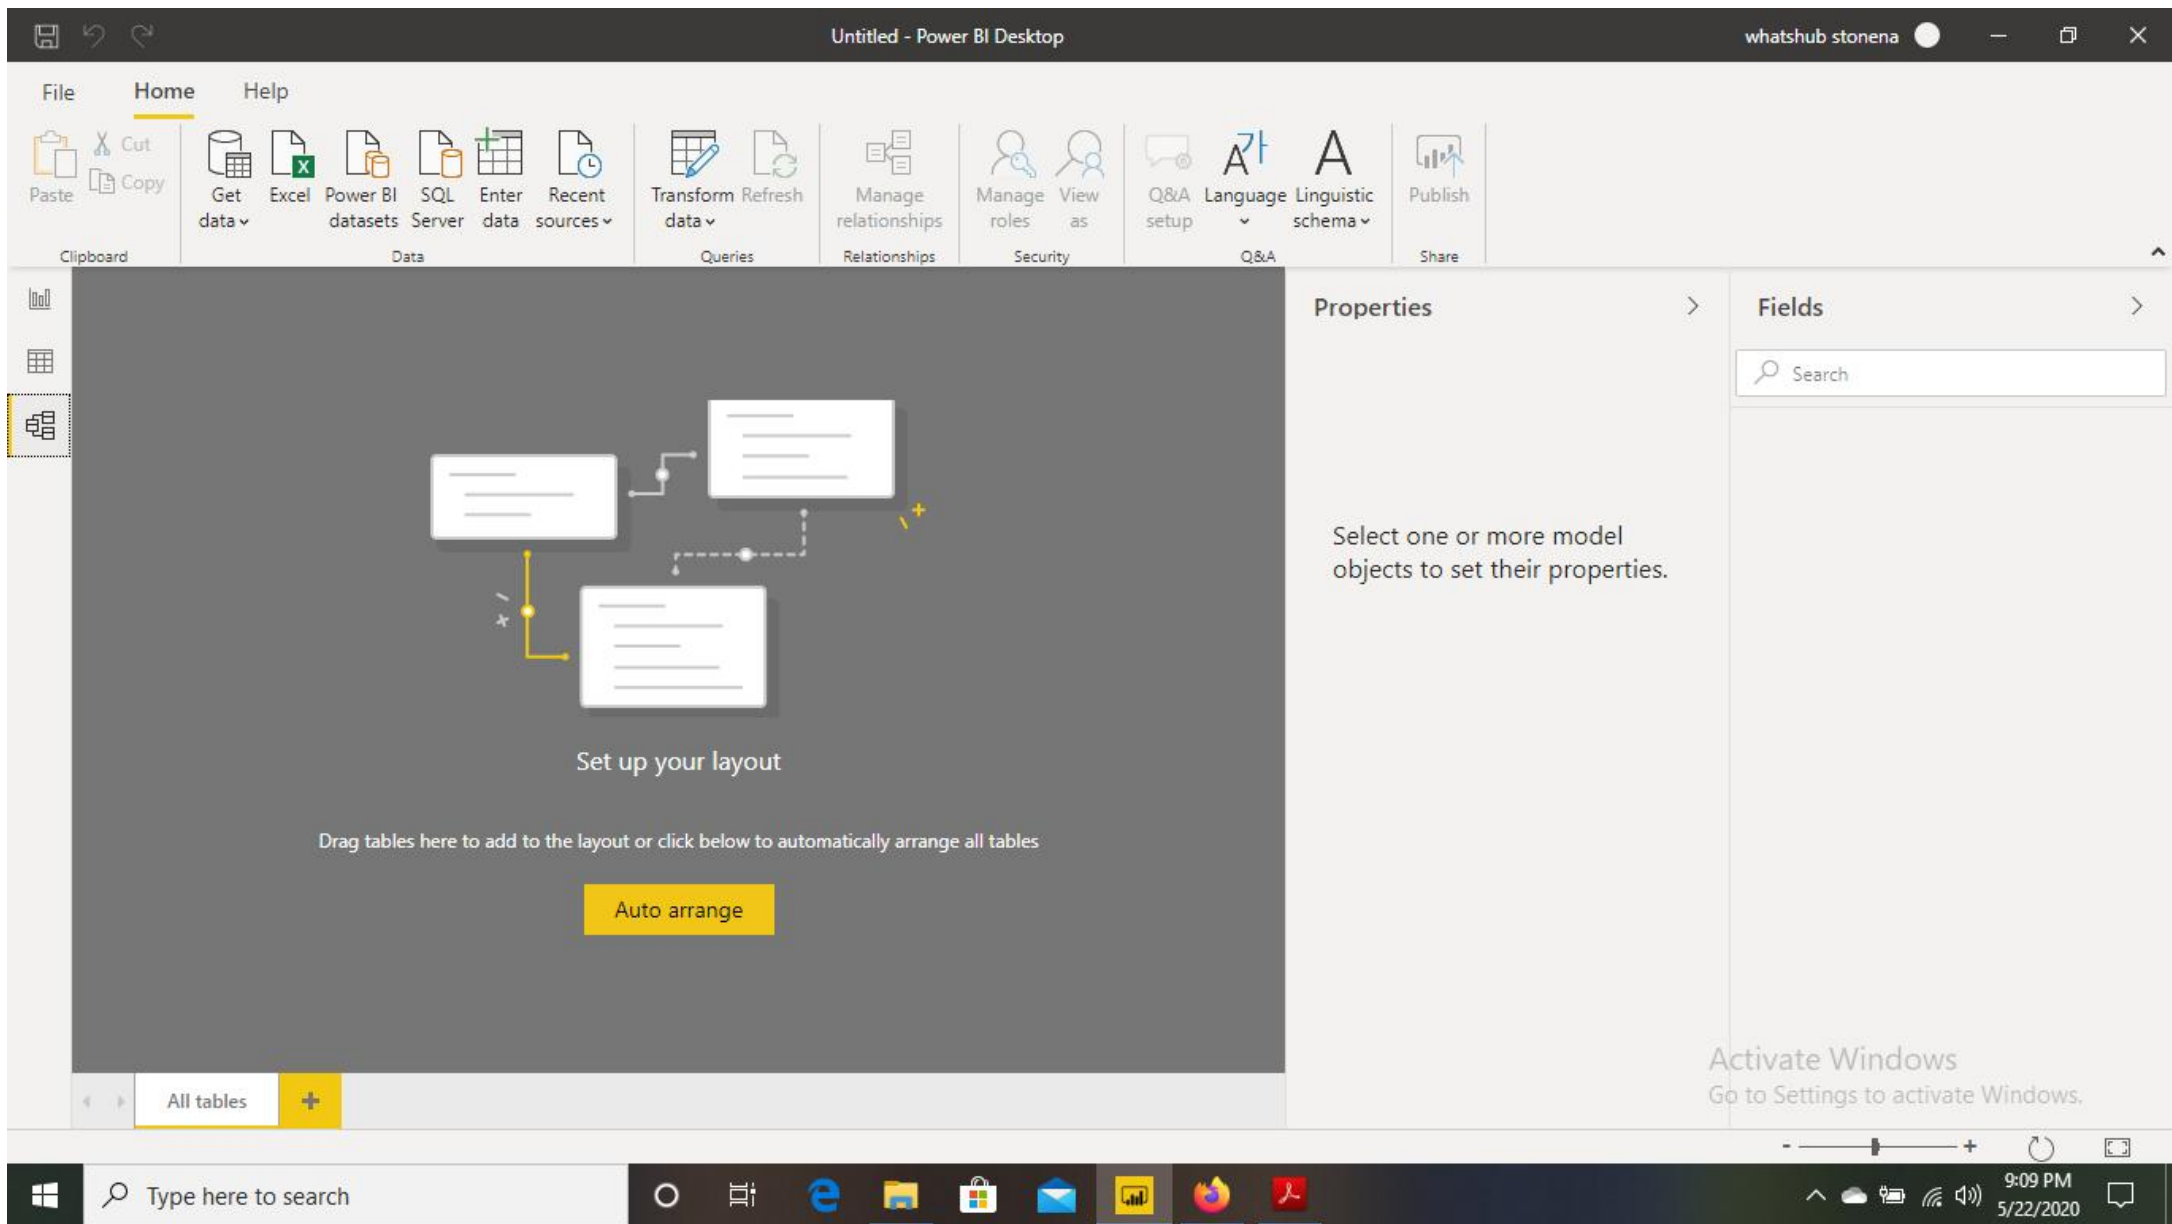 Untitled - Power BI Desktop
whatshub stonena
File Home Help
Paste
Cut
Copy
Clipboard
Get data
Excel
Power BI datasets
SQL Server
Enter data
Recent sources
Data
Transform data
Refresh
Queries
Manage relationships
Relationships
Manage roles
View as
Security
Q&A setup
Language
Linguistic schema
Q&A
Publish
Share
Properties
Select one or more model
objects to set their properties.
Fields
Search
Set up your layout
Drag tables here to add to the layout or click below to automatically arrange all tables
Auto arrange
All tables
Activate Windows
Go to Settings to activate Windows.
Type here to search
9:09 PM
5/22/2020